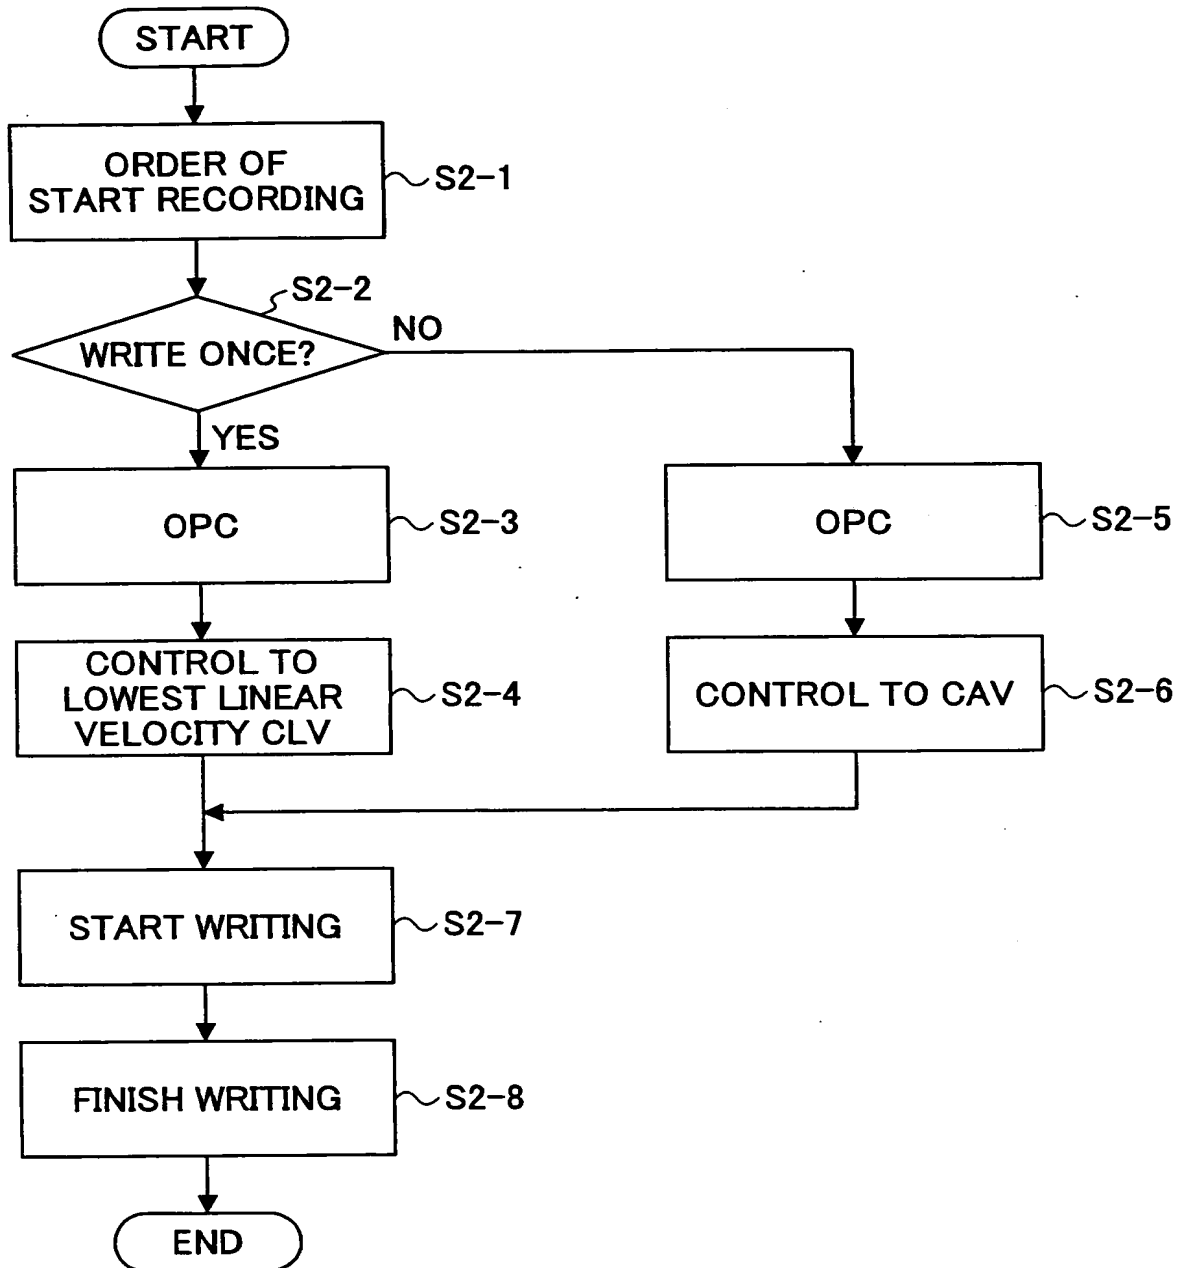 START
ORDER OF
START RECORDING
S2-1
S2-2
WRITE ONCE?
NO
YES
OPC
S2-3
OPC
S2-5
CONTROL TO
LOWEST LINEAR
VELOCITY CLV
S2-4
CONTROL TO CAV
S2-6
START WRITING
S2-7
FINISH WRITING
S2-8
END